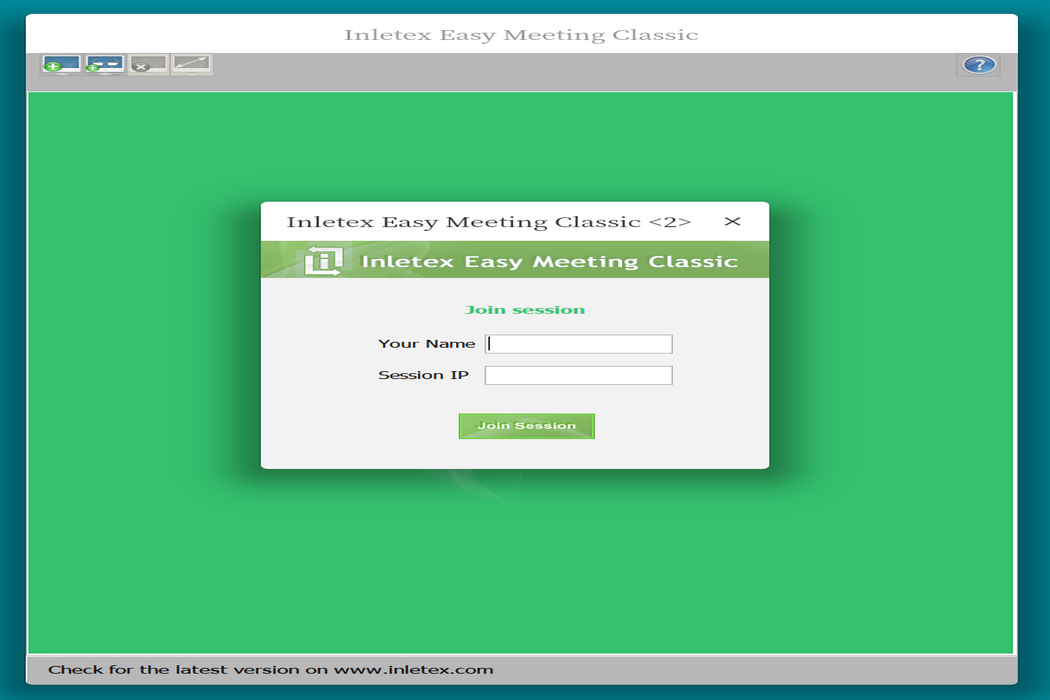 Inletex Easy Meeting Classic
Inletex Easy Meeting Classic <2>
Inletex Easy Meeting Classic
Join session
Your Name
Session IP
Join Session
Check for the latest version on www.inletex.com